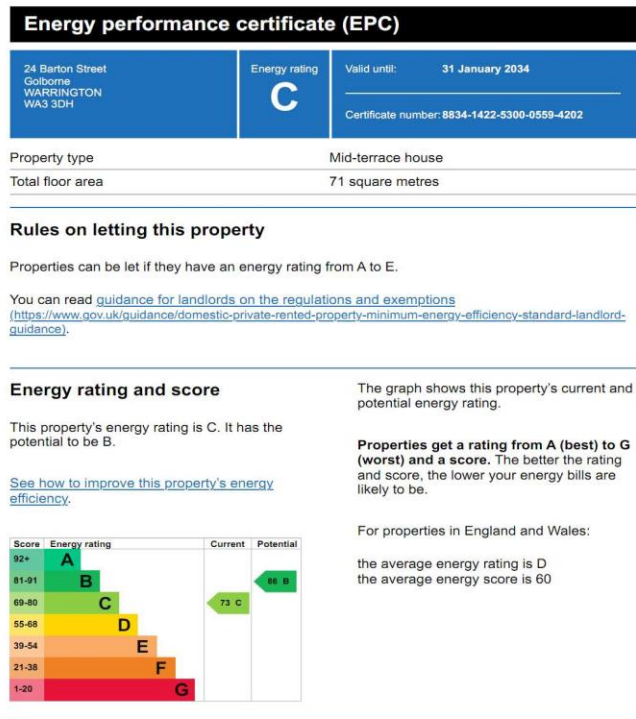 Energy performance certificate (EPC)
24 Barton Street
Golborne
WARRINGTON
WA3 3DH
Energy rating
C
Valid until: 31 January 2034
Certificate number: 8834-1422-5300-0559-4202
Property type Mid-terrace house
Total floor area 71 square metres
Rules on letting this property
Properties can be let if they have an energy rating from A to E.
You can read guidance for landlords on the regulations and exemptions
(https://www.gov.uk/guidance/domestic-private-rented-property-minimum-energy-efficiency-standard-landlord-
guidance).
Energy rating and score
This property's energy rating is C. It has the
potential to be B.
See how to improve this property's energy
efficiency.
Score Energy rating Current Potential
92+ A
81-91 B 86 B
69-80 C 73 C
55-68 D
39-54 E
21-38 F
1-20 G
The graph shows this property's current and
potential energy rating.
Properties get a rating from A (best) to G
(worst) and a score. The better the rating
and score, the lower your energy bills are
likely to be.
For properties in England and Wales:
the average energy rating is D
the average energy score is 60